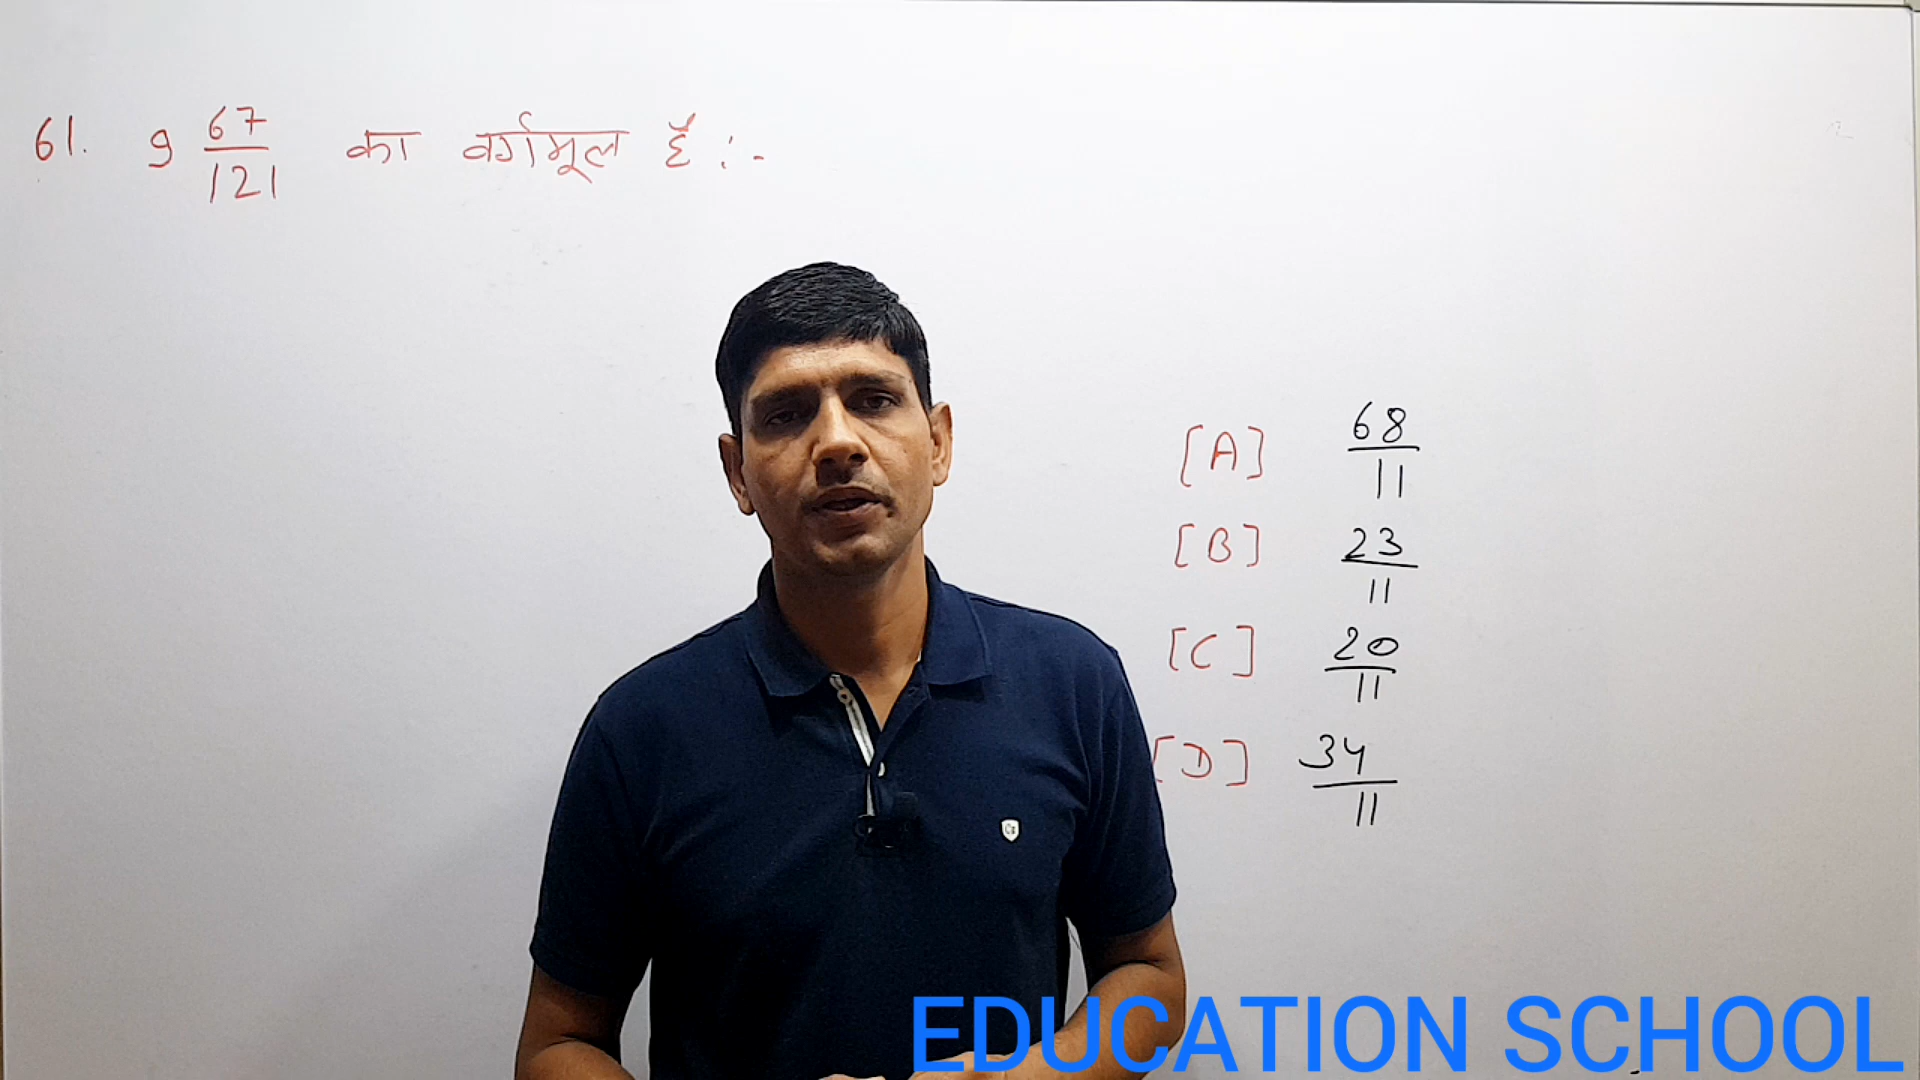 61. 9 67/121 का वर्गमूल है :-
[A] 68/11
[B] 23/11
[C] 20/11
[D] 34/11
EDUCATION SCHOOL